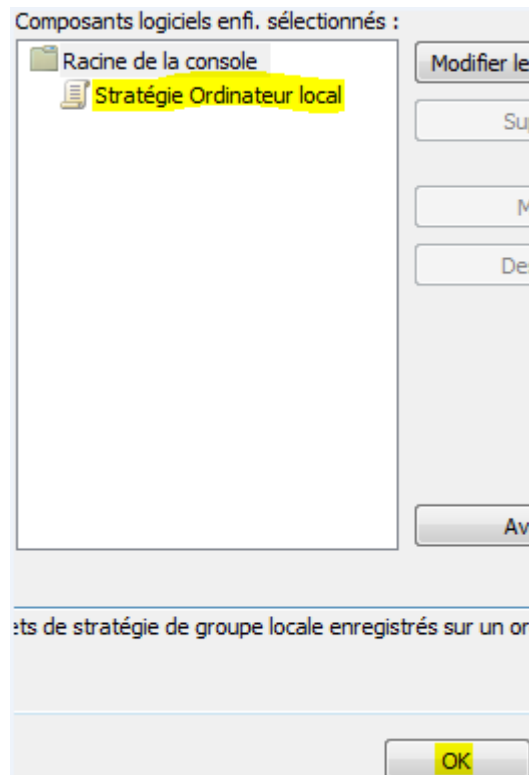 Composants logiciels enfi. sélectionnés :
Racine de la console
Modifier le
Stratégie Ordinateur local
Su
M
De
Av
ets de stratégie de groupe locale enregistrés sur un or
OK